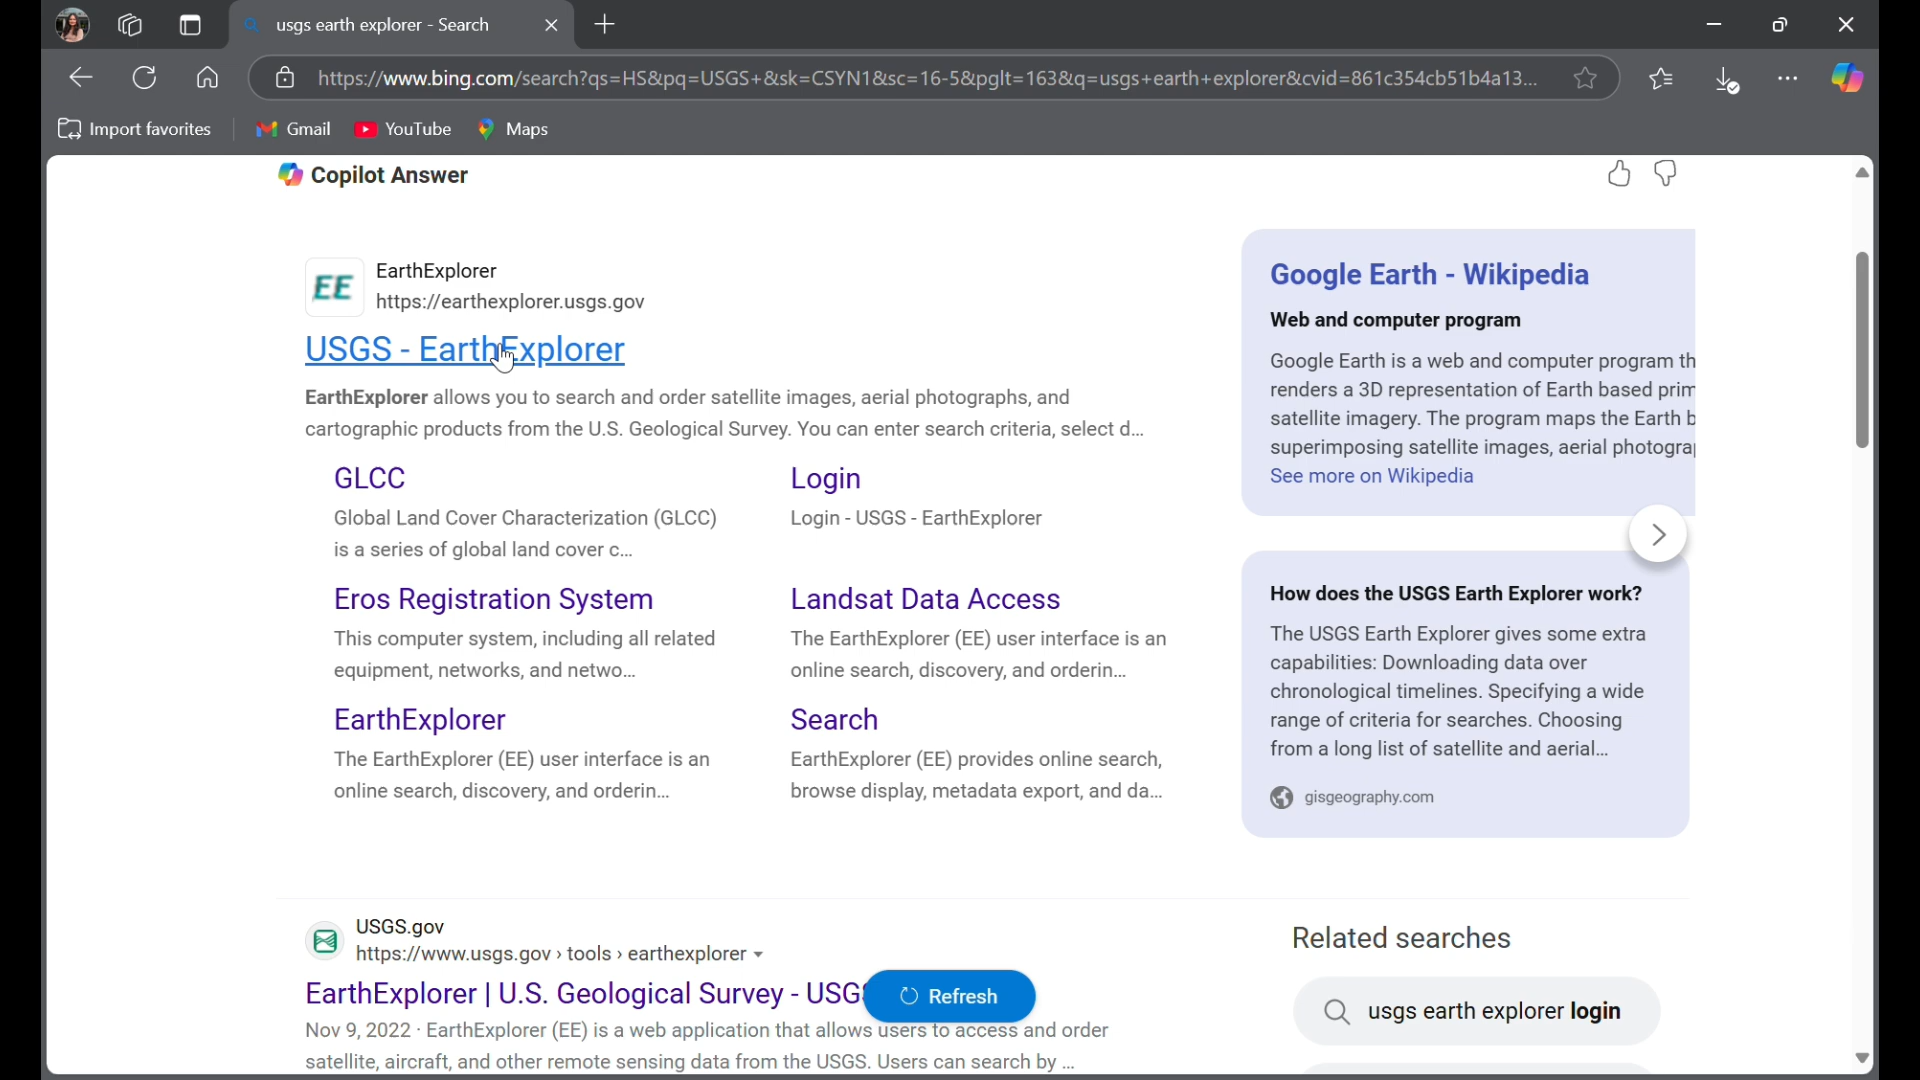 usgs earth explorer - Search
https://www.bing.com/search?qs=HS&pq=USGS+&sk=CSYN1&sc=16-5&pglt=163&q=usgs+earth+explorer&cvid=861c354cb51b4a13...
Import favorites
Gmail
YouTube
Maps
Copilot Answer
EE
EarthExplorer
https://earthexplorer.usgs.gov
USGS - EarthExplorer
EarthExplorer allows you to search and order satellite images, aerial photographs, and
cartographic products from the U.S. Geological Survey. You can enter search criteria, select d...
GLCC
Global Land Cover Characterization (GLCC)
is a series of global land cover c...
Login
Login - USGS - EarthExplorer
Eros Registration System
This computer system, including all related
equipment, networks, and netwo...
Landsat Data Access
The EarthExplorer (EE) user interface is an
online search, discovery, and orderin...
EarthExplorer
The EarthExplorer (EE) user interface is an
online search, discovery, and orderin...
Search
EarthExplorer (EE) provides online search,
browse display, metadata export, and da...
Google Earth - Wikipedia
Web and computer program
Google Earth is a web and computer program th
renders a 3D representation of Earth based prim
satellite imagery. The program maps the Earth b
superimposing satellite images, aerial photogra
See more on Wikipedia
How does the USGS Earth Explorer work?
The USGS Earth Explorer gives some extra
capabilities: Downloading data over
chronological timelines. Specifying a wide
range of criteria for searches. Choosing
from a long list of satellite and aerial...
gisgeography.com
USGS.gov
https://www.usgs.gov › tools › earthexplorer
EarthExplorer | U.S. Geological Survey - USGS
Refresh
Nov 9, 2022 · EarthExplorer (EE) is a web application that allows users to access and order
satellite, aircraft, and other remote sensing data from the USGS. Users can search by ...
Related searches
usgs earth explorer login